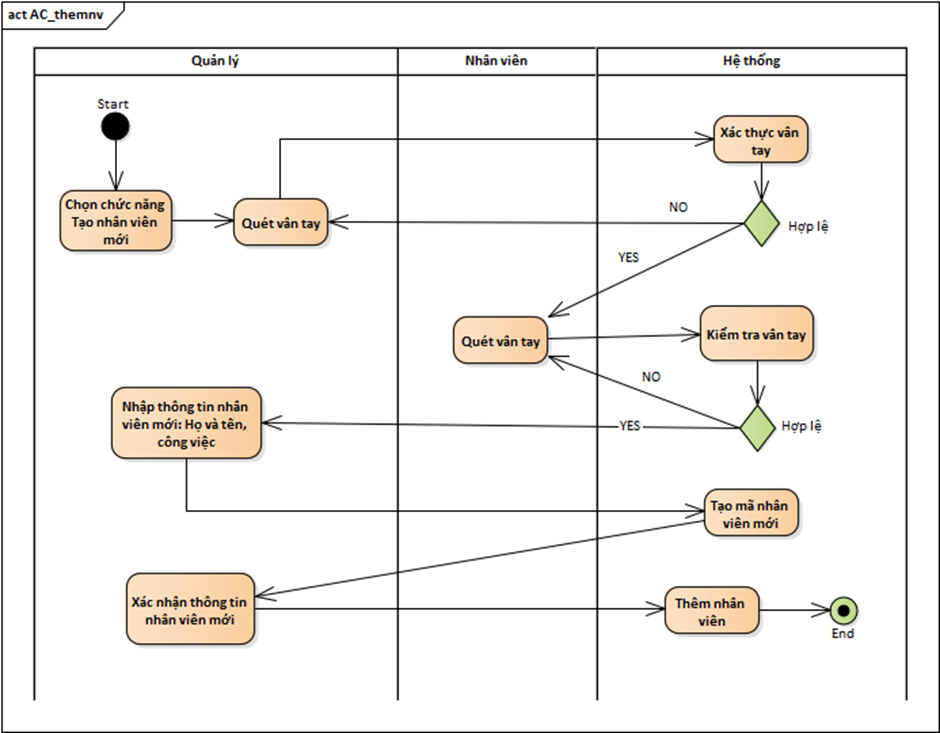 act AC_themnv
Quản lý
Nhân viên
Hệ thống
Start
Xác thực vân
tay
Chọn chức năng
Tạo nhân viên
mới
Quét vân tay
NO
Hợp lệ
YES
Quét vân tay
Kiểm tra vân tay
NO
Nhập thông tin nhân
viên mới: Họ và tên,
công việc
YES
Hợp lệ
Tạo mã nhân
viên mới
Xác nhận thông tin
nhân viên mới
Thêm nhân
viên
End